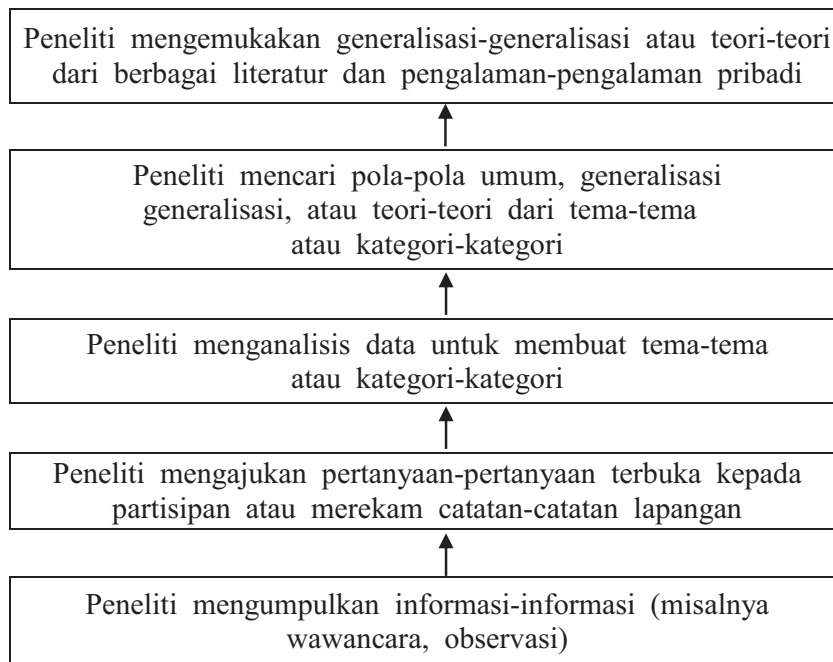 Peneliti mengemukakan generalisasi-generalisasi atau teori-teori
dari berbagai literatur dan pengalaman-pengalaman pribadi
Peneliti mencari pola-pola umum, generalisasi
generalisasi, atau teori-teori dari tema-tema
atau kategori-kategori
Peneliti menganalisis data untuk membuat tema-tema
atau kategori-kategori
Peneliti mengajukan pertanyaan-pertanyaan terbuka kepada
partisipan atau merekam catatan-catatan lapangan
Peneliti mengumpulkan informasi-informasi (misalnya
wawancara, observasi)